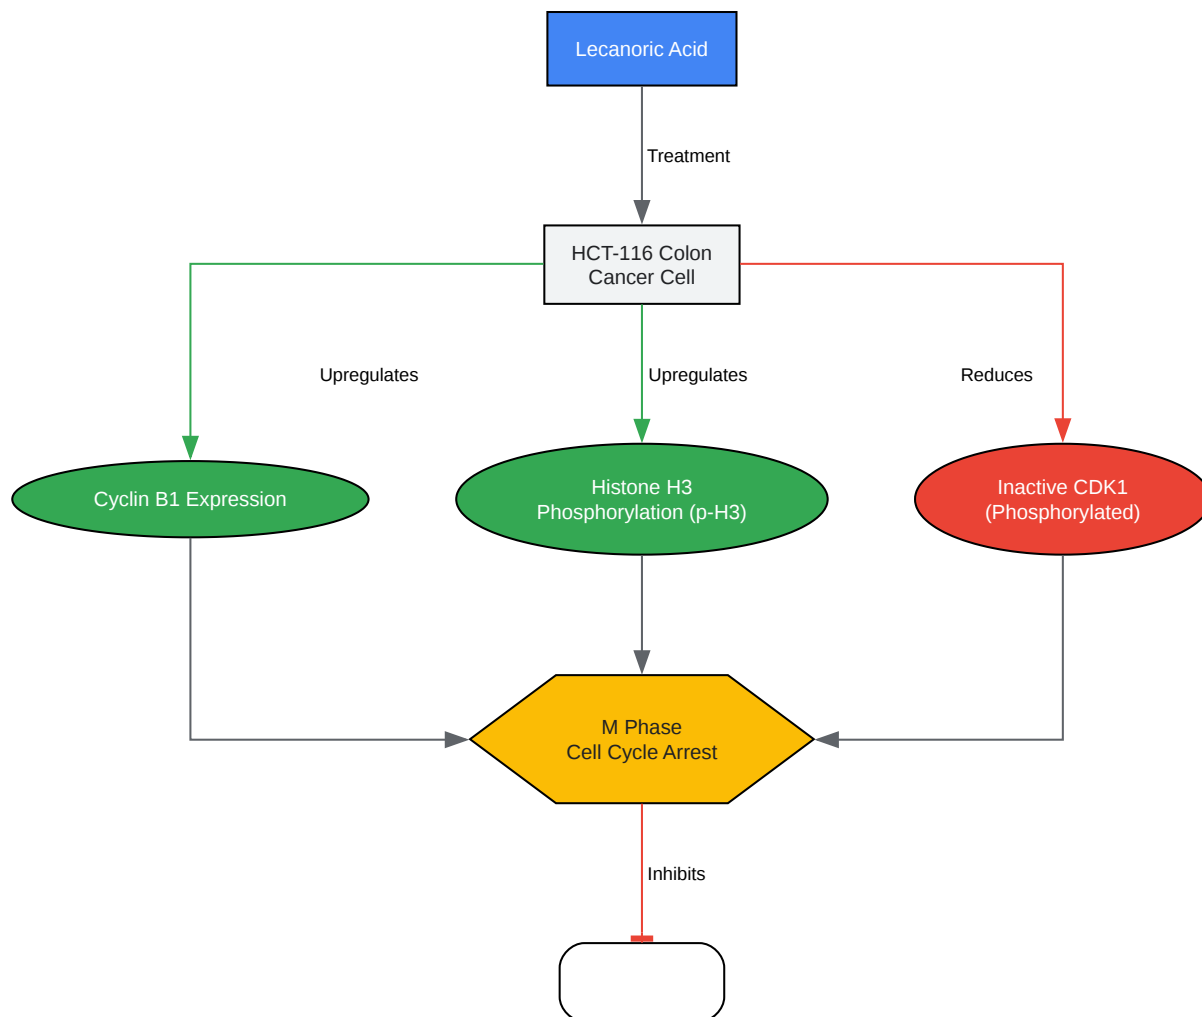 Lecanoric Acid
Treatment
HCT-116 Colon
Cancer Cell
Upregulates
Upregulates
Reduces
Cyclin B1 Expression
Histone H3
Phosphorylation (p-H3)
Inactive CDK1
(Phosphorylated)
M Phase
Cell Cycle Arrest
Inhibits